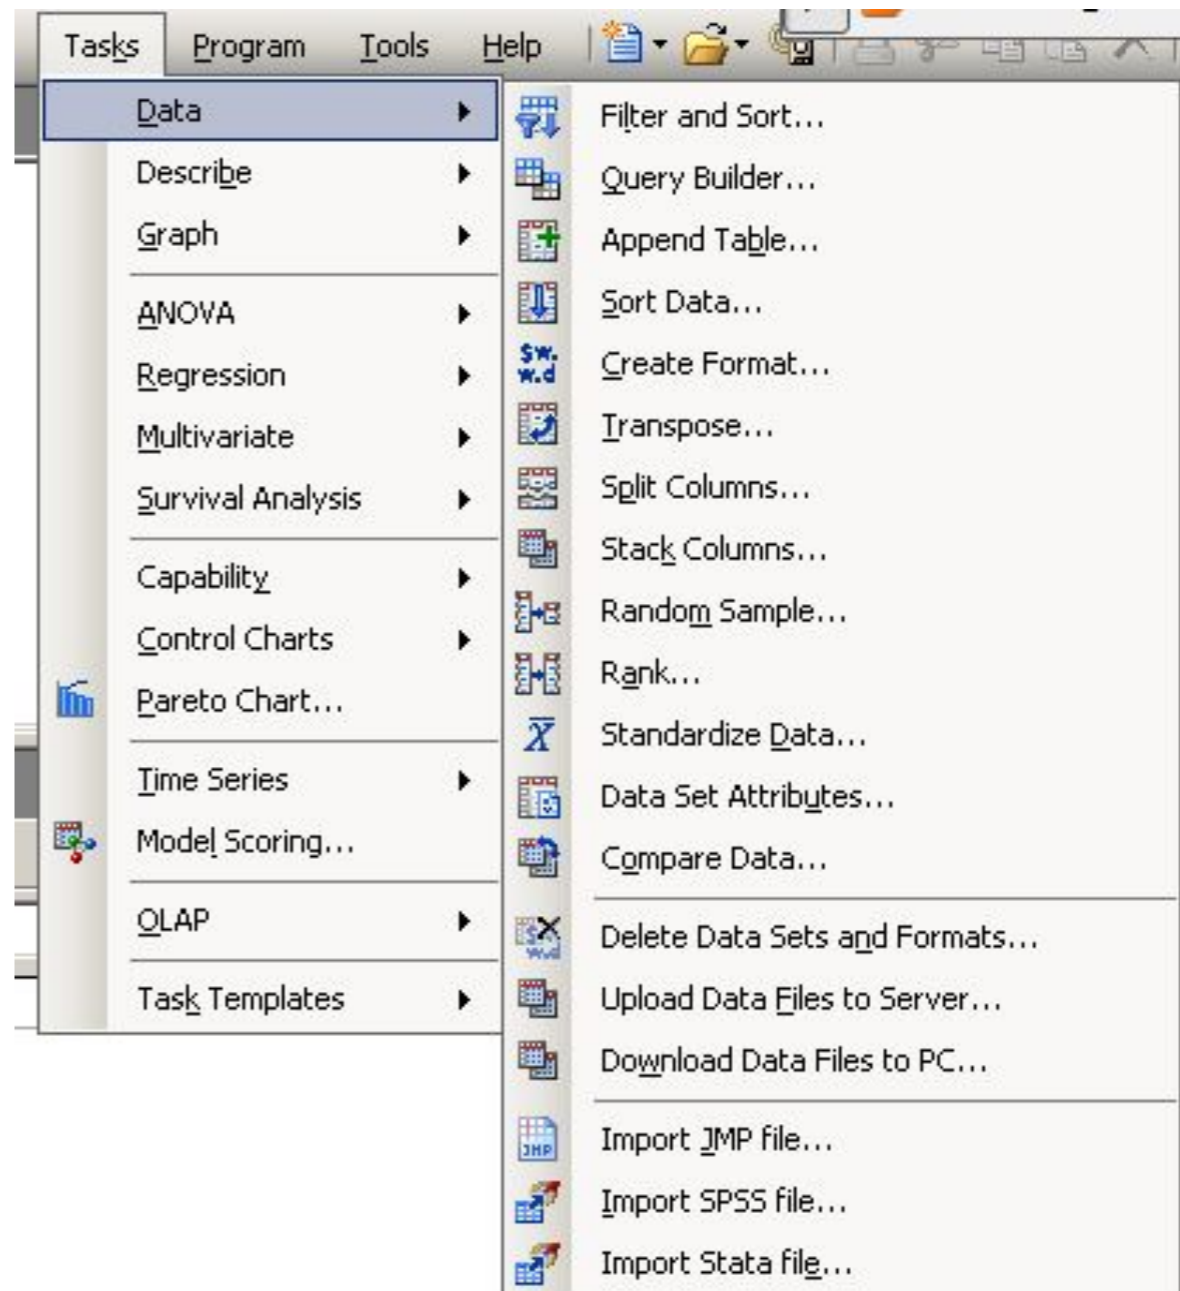 Tasks Program Tools Help
Data
Describe
Graph
ANOVA
Regression
Multivariate
Survival Analysis
Capability
Control Charts
Pareto Chart...
Time Series
Model Scoring...
OLAP
Task Templates
Filter and Sort...
Query Builder...
Append Table...
Sort Data...
$w.
w.d
Create Format...
Transpose...
Split Columns...
Stack Columns...
Random Sample...
Rank...
Standardize Data...
Data Set Attributes...
Compare Data...
Delete Data Sets and Formats...
Upload Data Files to Server...
Download Data Files to PC...
JMP
Import JMP file...
Import SPSS file...
Import Stata file...